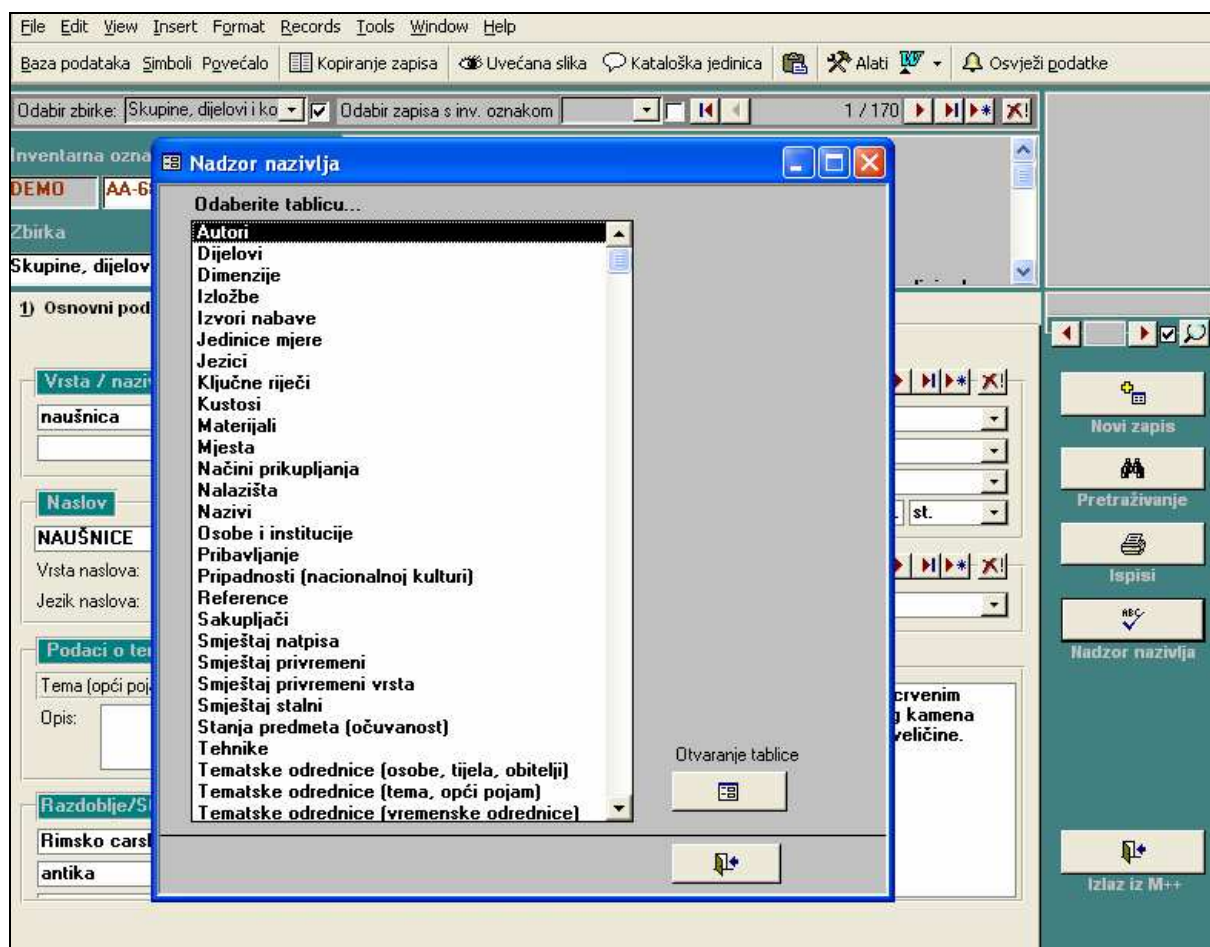 File Edit View Insert Format Records Tools Window Help
Baza podataka Simboli Povećalo Kopiranje zapisa Uvećana slika Kataloška jedinica Alati Osvježi podatke
Odabir zbirke: Skupine, dijelovi i ko Odabir zapisa s inv. oznakom 1 / 170
Inventarna ozna
DEMO AA-6
Zbirka
Skupine, dijelov
Nadzor nazivlja
Odaberite tablicu...
Autori
Dijelovi
Dimenzije
Izložbe
Izvori nabave
Jedinice mjere
Jezici
Ključne riječi
Kustosi
Materijali
Mjesta
Načini prikupljanja
Nalazišta
Nazivi
Osobe i institucije
Pribavljanje
Pripadnosti (nacionalnoj kulturi)
Reference
Sakupljači
Smještaj natpisa
Smještaj privremeni
Smještaj privremeni vrsta
Smještaj stalni
Stanja predmeta (očuvanost)
Tehnike
Tematske odrednice (osobe, tijela, obitelji)
Tematske odrednice (tema, opći pojam)
Tematske odrednice (vremenske odrednice)
Otvaranje tablice
1) Osnovni pod
Vrsta / naziv
naušnica
Naslov
NAUŠNICE
Vrsta naslova:
Jezik naslova:
st.
Podaci o te
Tema (opći poj
Opis:
crvenim
g kamena
veličine.
Razdoblje/S
Rimsko cars
antika
Novi zapis
Pretraživanje
Ispisi
ABC
Nadzor nazivlja
Izlaz iz M++